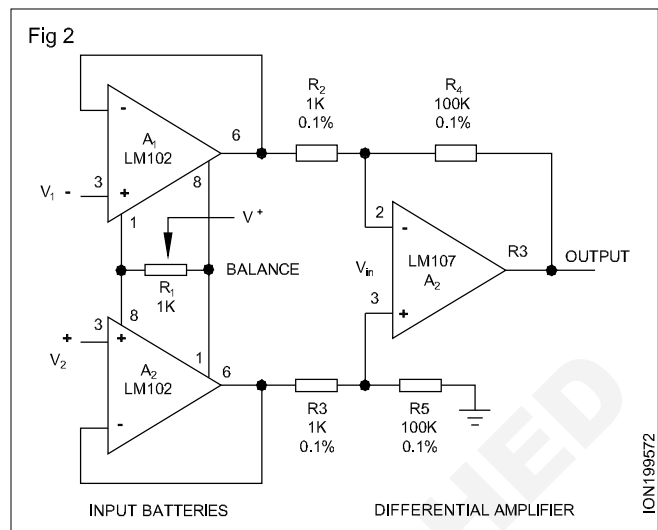 Fig 2
R2
1K
0.1%
R4
100K
0.1%
-
A1
LM102
6
8
V1 -
3
+
1
V+
R1
1K
BALANCE
2
-
Vin
LM107
A2
R3
OUTPUT
3
+
8
+
V2
3
+
A2
LM102
1
6
-
R3
1K
0.1%
R5
100K
0.1%
INPUT BATTERIES
DIFFERENTIAL AMPLIFIER
ION199572
HED